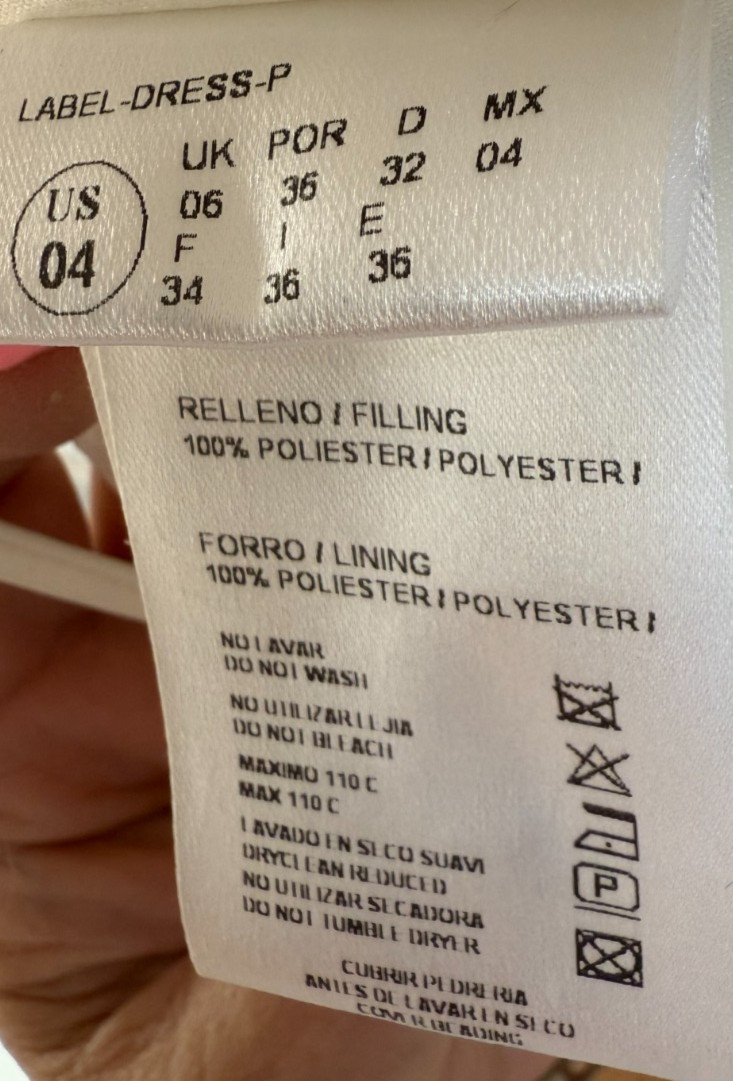 LABEL-DRESS-P
UK POR D MX
US 06 36 32 04
04 F I E
34 36 36
RELLENO / FILLING
100% POLIESTER / POLYESTER /
FORRO / LINING
100% POLIESTER / POLYESTER /
NO LAVAR
DO NOT WASH
NO UTILIZAR LEJIA
DO NOT BLEACH
MAXIMO 110 C
MAX 110 C
LAVADO EN SECO SUAVE
DRYCLEAN REDUCED
NO UTILIZAR SECADORA
DO NOT TUMBLE DRYER
P
CUBRIR PEDRERIA
ANTES DE LAVAR EN SECO
COVER BEADING